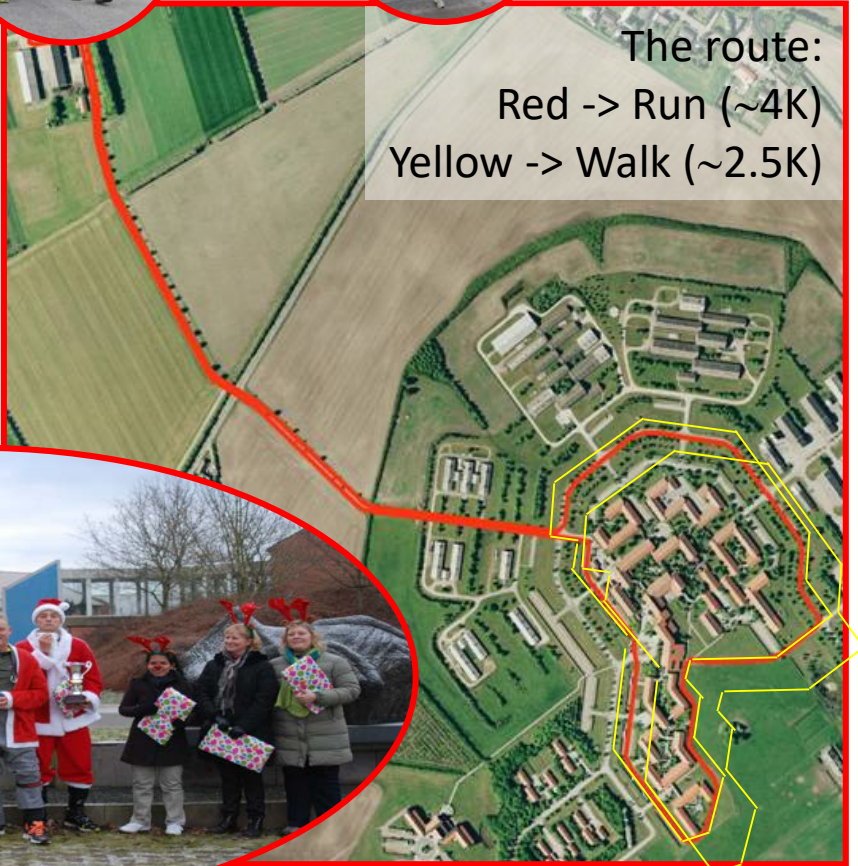 The route:
Red -> Run (~4K)
Yellow -> Walk (~2.5K)